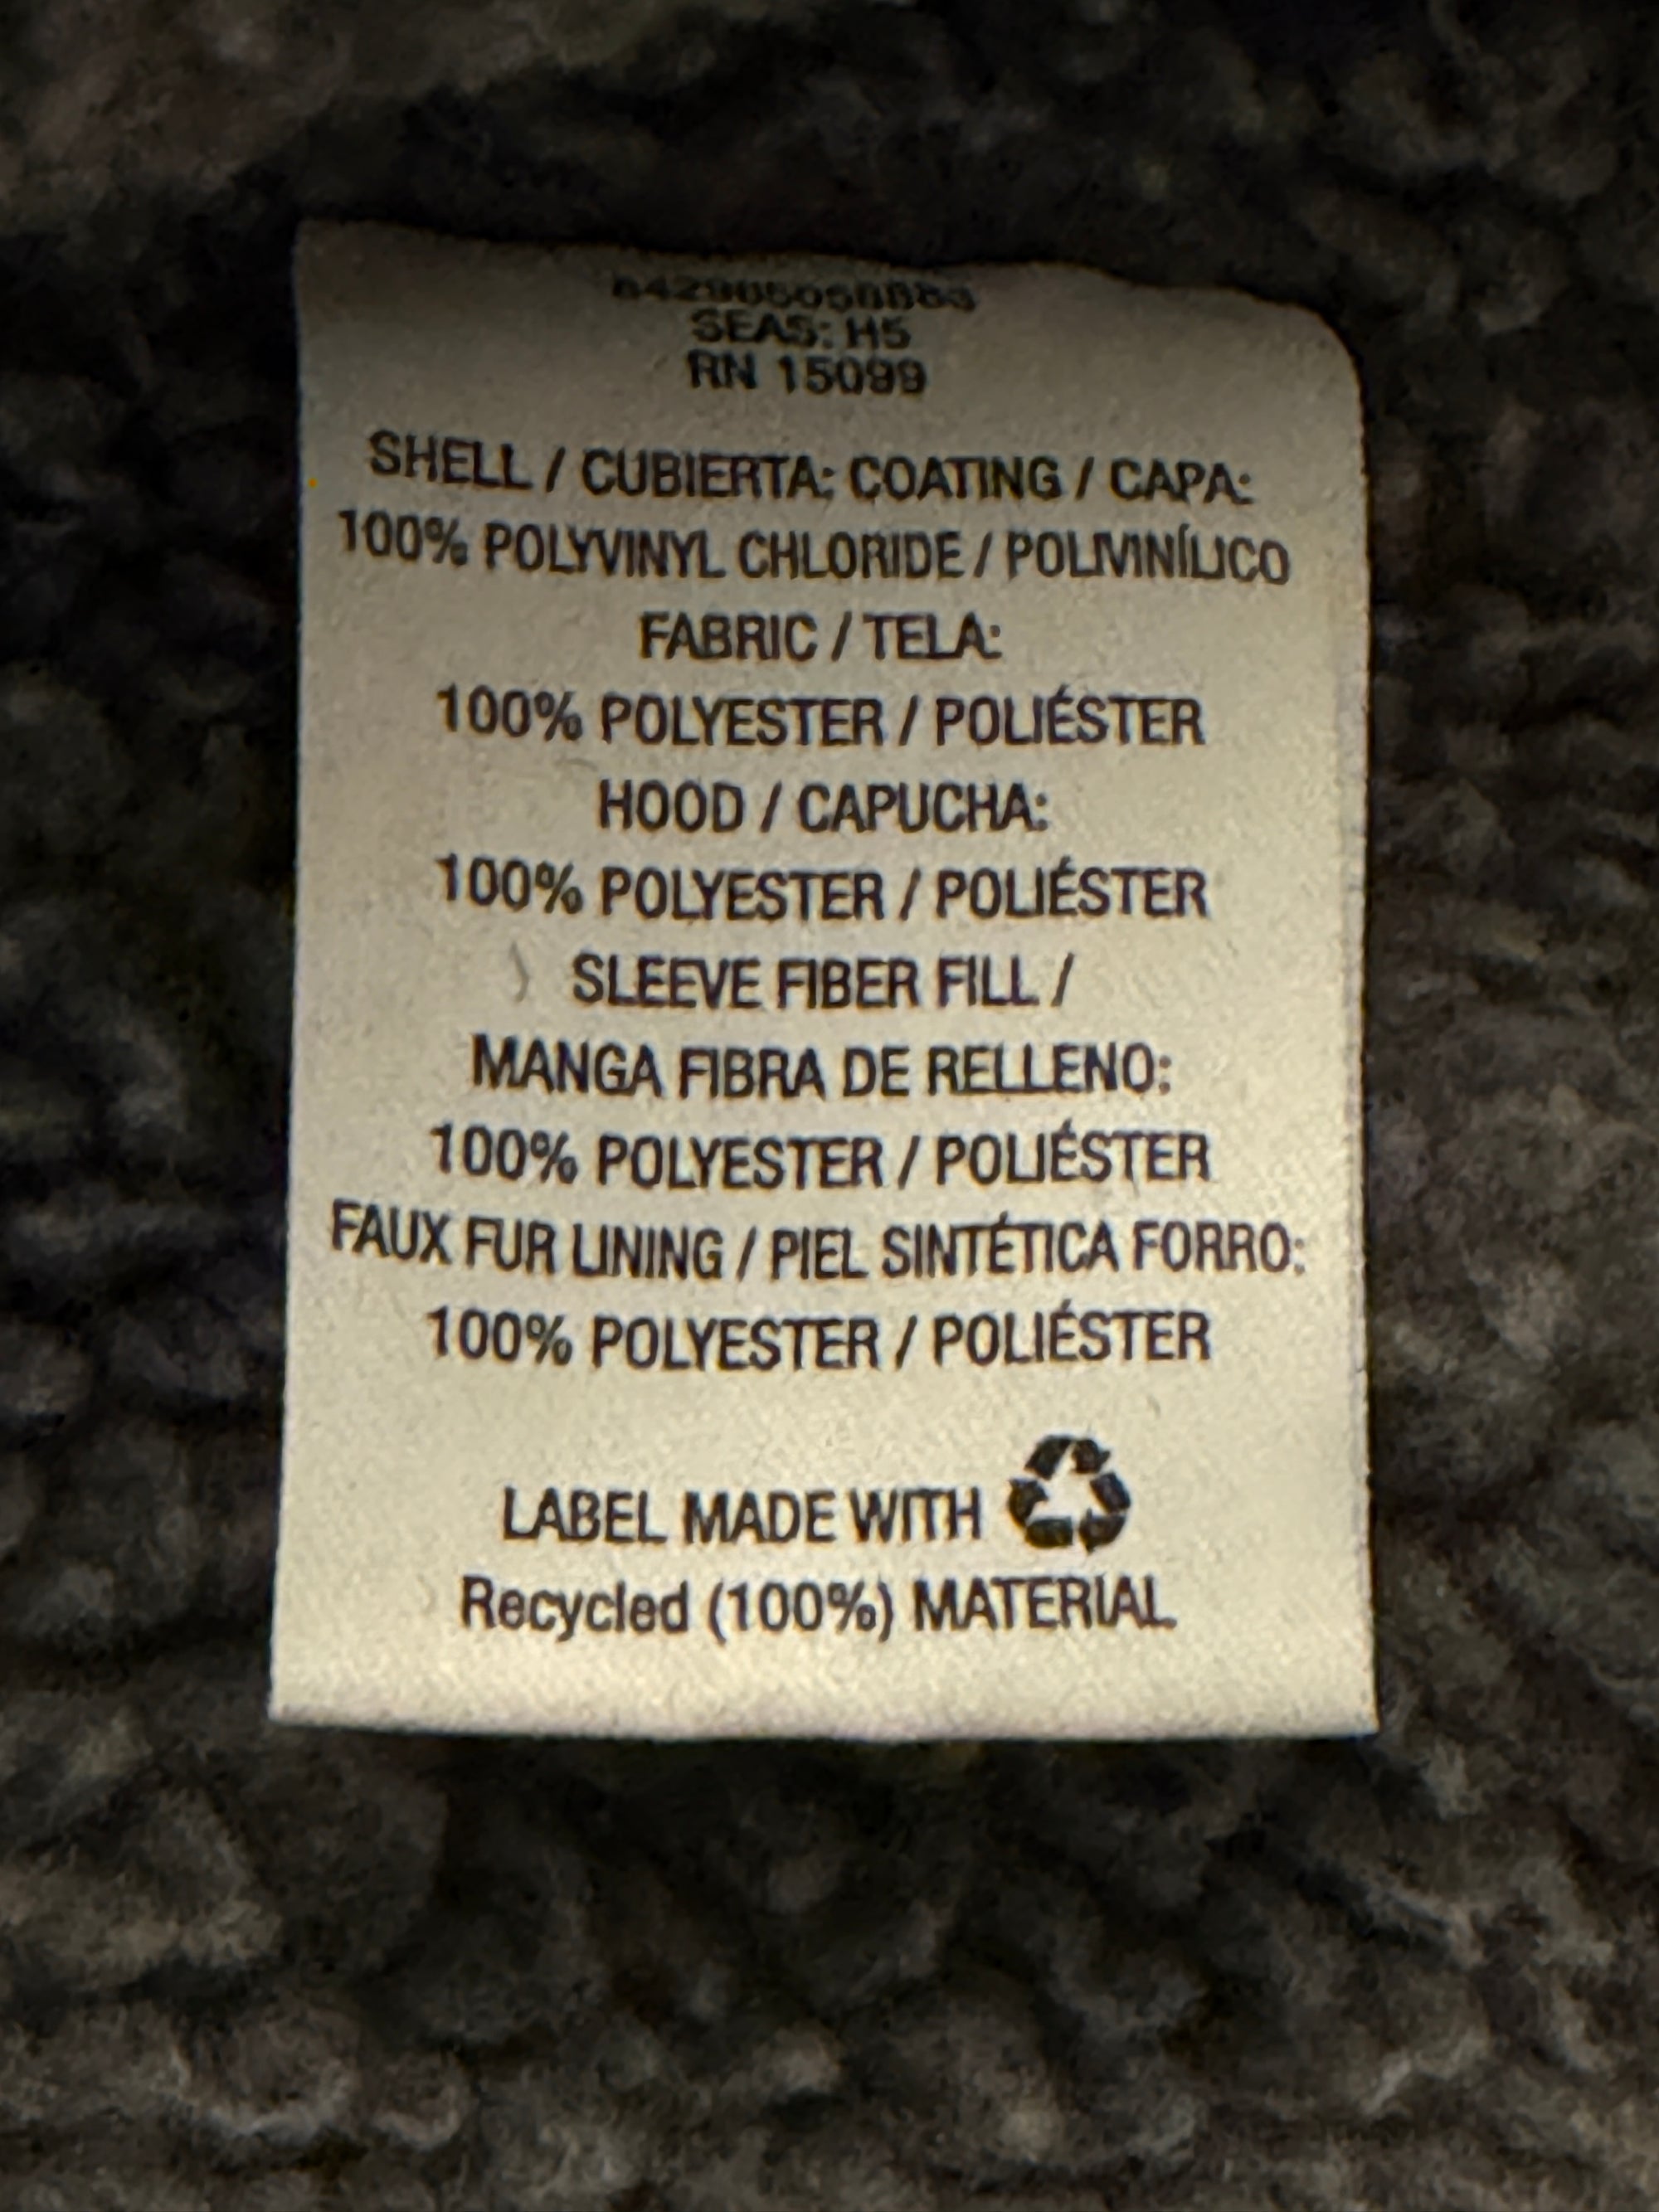 SEAS: H5
RN 15099
SHELL / CUBIERTA: COATING / CAPA:
100% POLYVINYL CHLORIDE / POLIVINÍLICO
FABRIC / TELA:
100% POLYESTER / POLIÉSTER
HOOD / CAPUCHA:
100% POLYESTER / POLIÉSTER
SLEEVE FIBER FILL /
MANGA FIBRA DE RELLENO:
100% POLYESTER / POLIÉSTER
FAUX FUR LINING / PIEL SINTÉTICA FORRO:
100% POLYESTER / POLIÉSTER
LABEL MADE WITH
Recycled (100%) MATERIAL